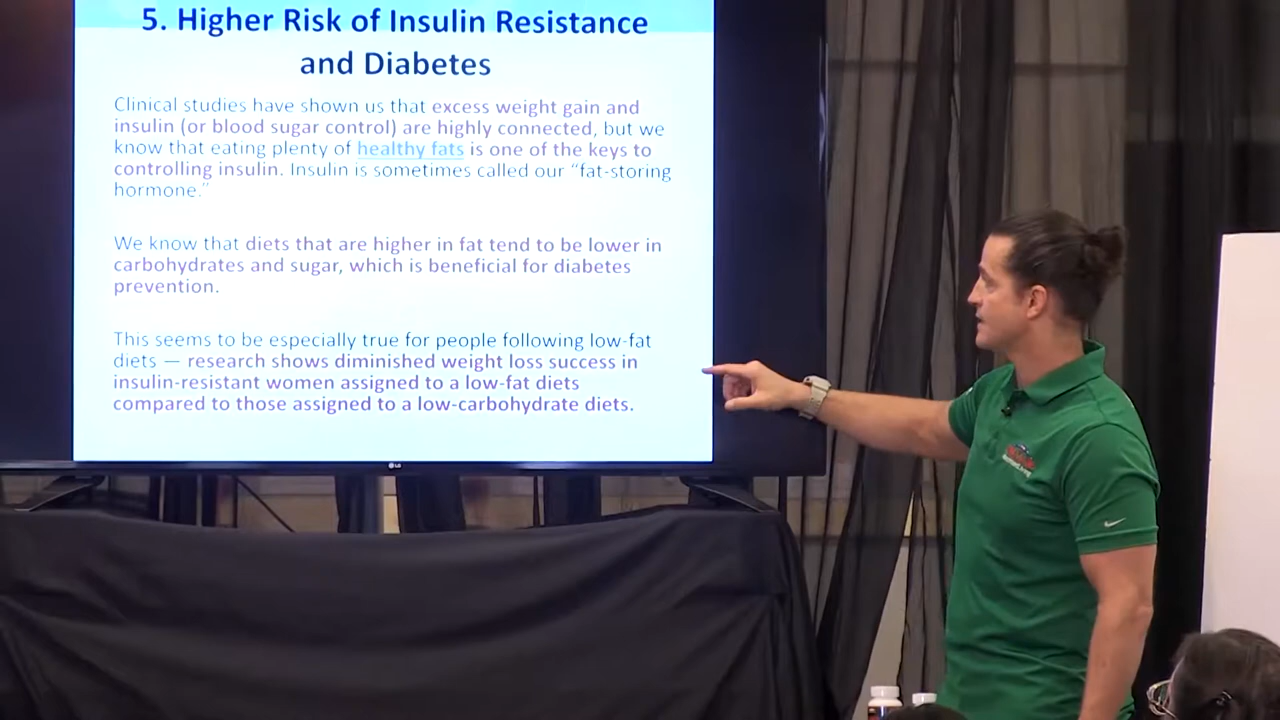 5. Higher Risk of Insulin Resistance
and Diabetes
Clinical studies have shown us that excess weight gain and
insulin (or blood sugar control) are highly connected, but we
know that eating plenty of healthy fats is one of the keys to
controlling insulin. Insulin is sometimes called our “fat-storing
hormone.”
We know that diets that are higher in fat tend to be lower in
carbohydrates and sugar, which is beneficial for diabetes
prevention.
This seems to be especially true for people following low-fat
diets — research shows diminished weight loss success in
insulin-resistant women assigned to a low-fat diets
compared to those assigned to a low-carbohydrate diets.
LG